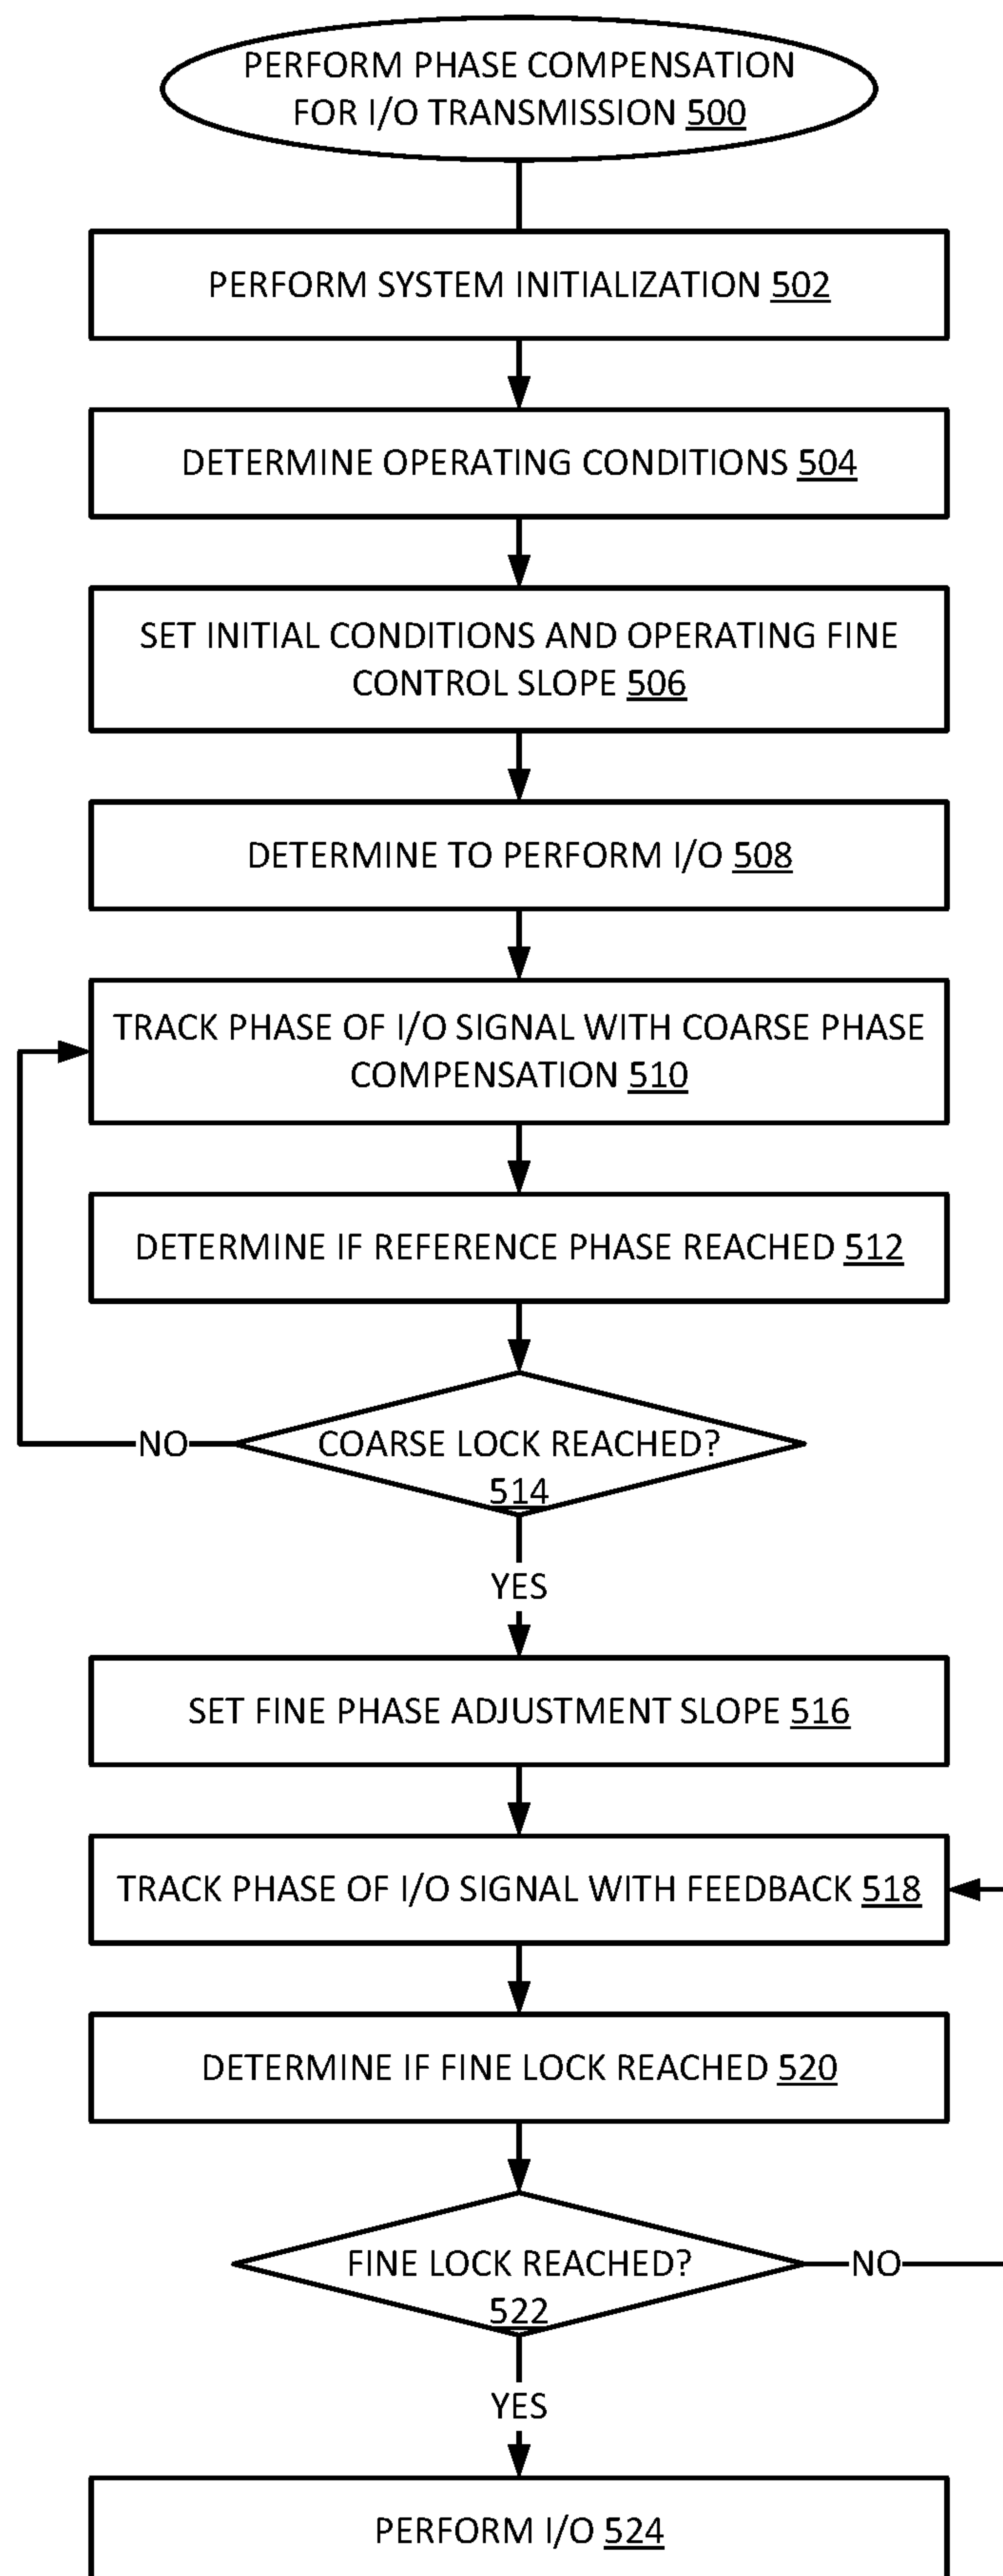 PERFORM PHASE COMPENSATION
FOR I/O TRANSMISSION 500
PERFORM SYSTEM INITIALIZATION 502
DETERMINE OPERATING CONDITIONS 504
SET INITIAL CONDITIONS AND OPERATING FINE
CONTROL SLOPE 506
DETERMINE TO PERFORM I/O 508
TRACK PHASE OF I/O SIGNAL WITH COARSE PHASE
COMPENSATION 510
DETERMINE IF REFERENCE PHASE REACHED 512
NO
COARSE LOCK REACHED?
514
YES
SET FINE PHASE ADJUSTMENT SLOPE 516
TRACK PHASE OF I/O SIGNAL WITH FEEDBACK 518
DETERMINE IF FINE LOCK REACHED 520
FINE LOCK REACHED?
NO
522
YES
PERFORM I/O 524